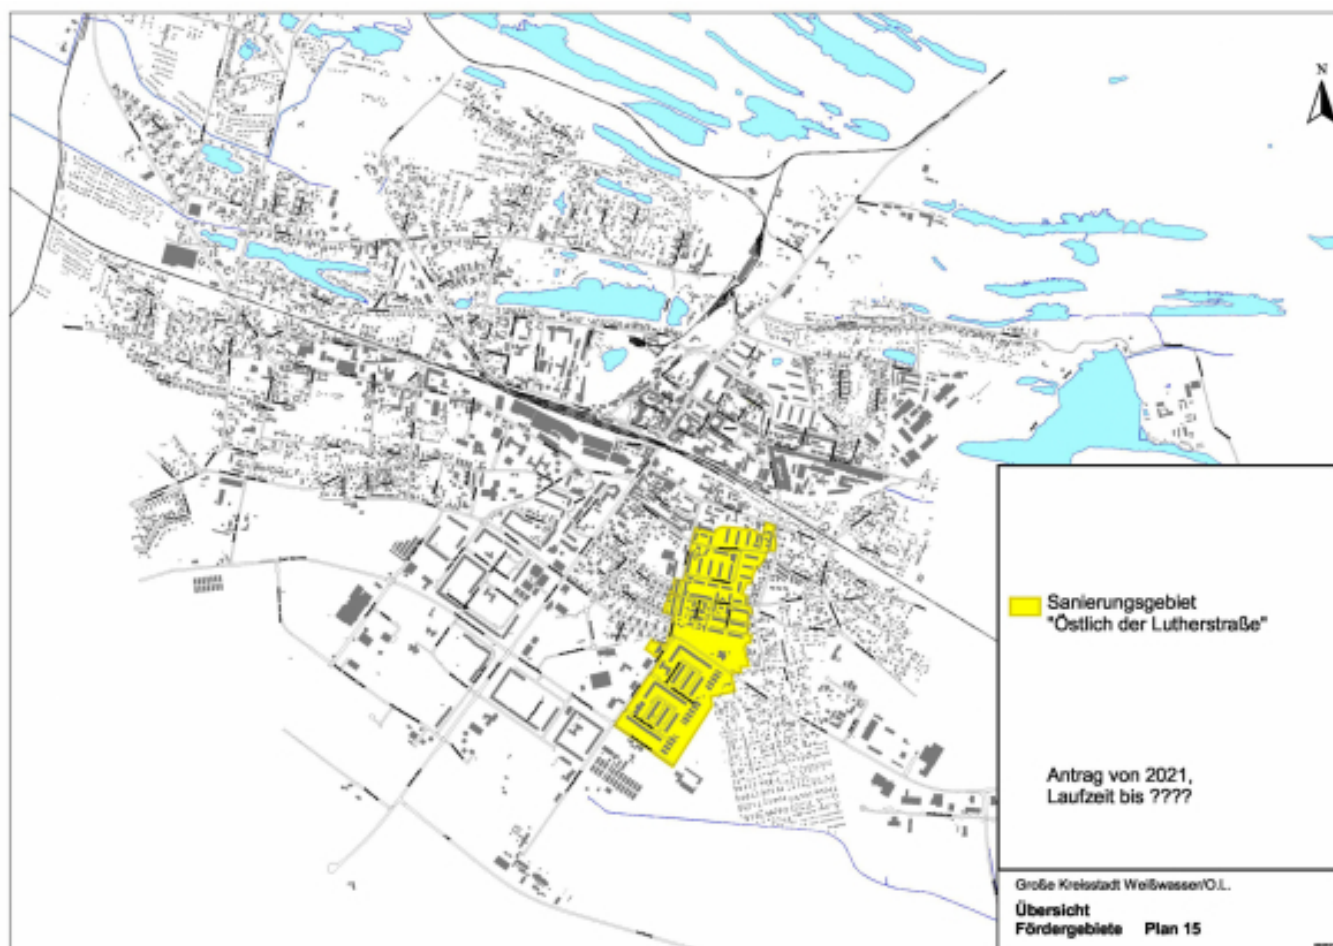 N
Sanierungsgebiet
"Östlich der Lutherstraße"
Antrag von 2021,
Laufzeit bis ????
Große Kreisstadt Weißwasser/O.L.
Übersicht
Fördergebiete Plan 15